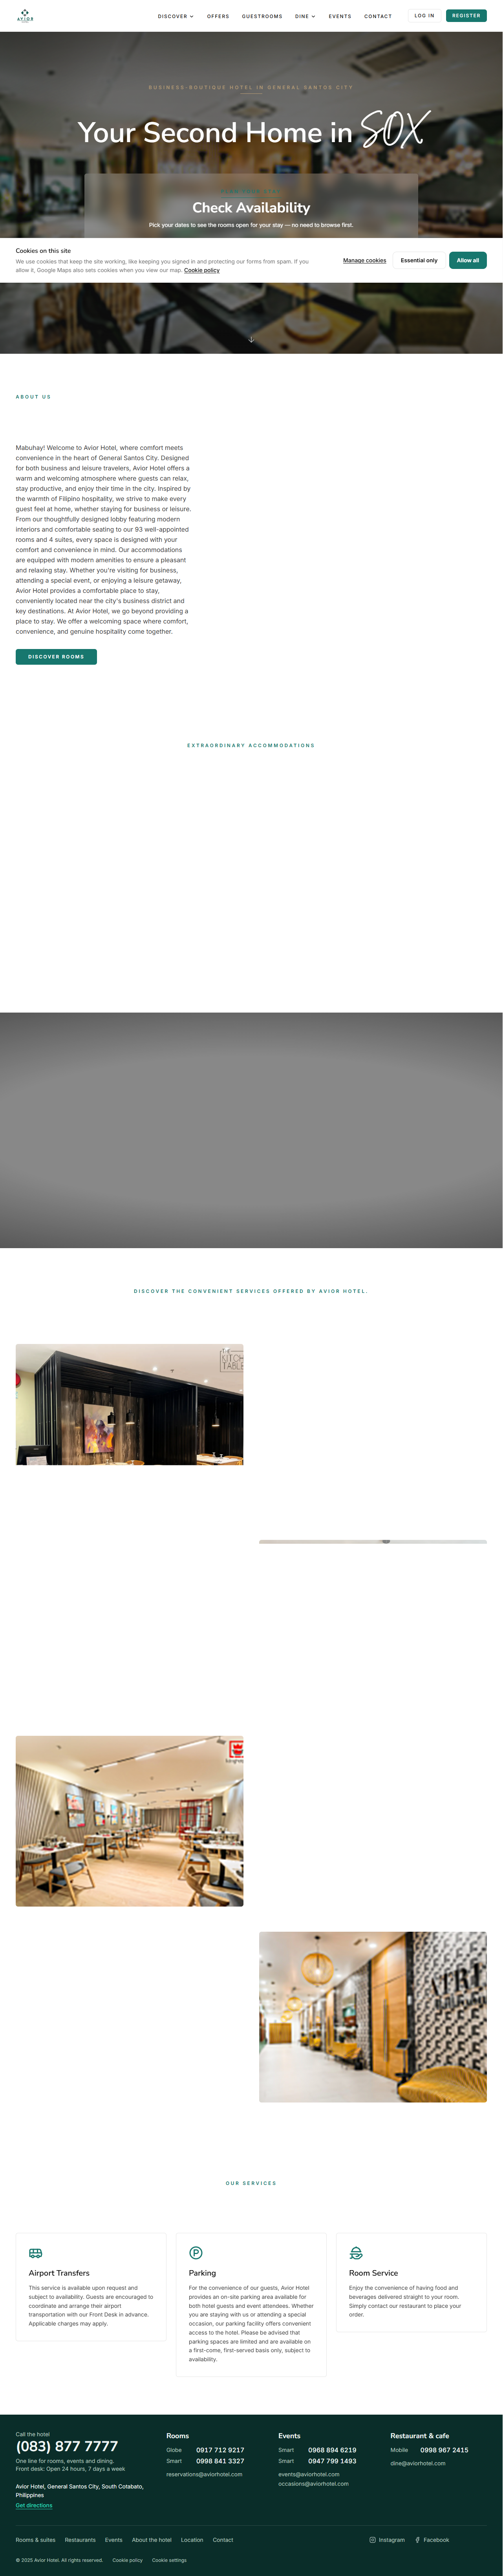 AVIOR
DISCOVER
OFFERS
GUESTROOMS
DINE
EVENTS
CONTACT
LOG IN
REGISTER
BUSINESS-BOUTIQUE HOTEL IN GENERAL SANTOS CITY
Your Second Home in SOX
Check Availability
Pick your dates to see the rooms open for your stay — no need to browse first.
Cookies on this site
We use cookies that keep the site working, like keeping you signed in and protecting our forms from spam. If you
allow it, Google Maps also sets cookies when you view our map. Cookie policy
Manage cookies
Essential only
Allow all
ABOUT US
Mabuhay! Welcome to Avior Hotel, where comfort meets
convenience in the heart of General Santos City. Designed
for both business and leisure travelers, Avior Hotel offers a
warm and welcoming atmosphere where guests can relax,
stay productive, and enjoy their time in the city. Inspired by
the warmth of Filipino hospitality, we strive to make every
guest feel at home, whether staying for business or leisure.
From our thoughtfully designed lobby featuring modern
interiors and comfortable seating to our 93 well-appointed
rooms and 4 suites, every space is designed with your
comfort and convenience in mind. Our accommodations
are equipped with modern amenities to ensure a pleasant
and relaxing stay. Whether you're visiting for business,
attending a special event, or enjoying a leisure getaway,
Avior Hotel provides a comfortable place to stay,
conveniently located near the city's business district and
key destinations. At Avior Hotel, we go beyond providing a
place to stay. We offer a welcoming space where comfort,
convenience, and genuine hospitality come together.
DISCOVER ROOMS
EXTRAORDINARY ACCOMMODATIONS
DISCOVER THE CONVENIENT SERVICES OFFERED BY AVIOR HOTEL.
KITCH
TABLE
OUR SERVICES
Airport Transfers
This service is available upon request and
subject to availability. Guests are encouraged to
coordinate and arrange their airport
transportation with our Front Desk in advance.
Applicable charges may apply.
Parking
For the convenience of our guests, Avior Hotel
provides an on-site parking area available for
both hotel guests and event attendees. Whether
you are staying with us or attending a special
occasion, our parking facility offers convenient
access to the hotel. Please be advised that
parking spaces are limited and are available on
a first-come, first-served basis only, subject to
availability.
Room Service
Enjoy the convenience of having food and
beverages delivered straight to your room.
Simply contact our restaurant to place your
order.
Call the hotel
(083) 877 7777
One line for rooms, events and dining.
Front desk: Open 24 hours, 7 days a week
Avior Hotel, General Santos City, South Cotabato,
Philippines
Get directions
Rooms
Globe 0917 712 9217
Smart 0998 841 3327
reservations@aviorhotel.com
Events
Smart 0968 894 6219
Smart 0947 799 1493
events@aviorhotel.com
occasions@aviorhotel.com
Restaurant & cafe
Mobile 0998 967 2415
dine@aviorhotel.com
Rooms & suites
Restaurants
Events
About the hotel
Location
Contact
Instagram
Facebook
© 2025 Avior Hotel. All rights reserved.
Cookie policy
Cookie settings